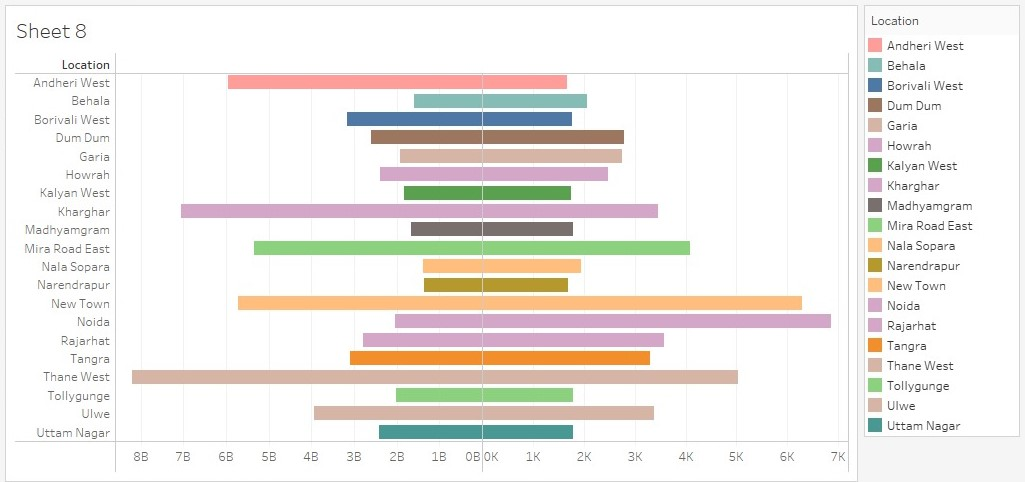 Sheet 8
Location
Andheri West
Behala
Borivali West
Dum Dum
Garia
Howrah
Kalyan West
Kharghar
Madhyamgram
Mira Road East
Nala Sopara
Narendrapur
New Town
Noida
Rajarhat
Tangra
Thane West
Tollygunge
Ulwe
Uttam Nagar
8B 7B 6B 5B 4B 3B 2B 1B 0B 0K 1K 2K 3K 4K 5K 6K 7K
Location
Andheri West
Behala
Borivali West
Dum Dum
Garia
Howrah
Kalyan West
Kharghar
Madhyamgram
Mira Road East
Nala Sopara
Narendrapur
New Town
Noida
Rajarhat
Tangra
Thane West
Tollygunge
Ulwe
Uttam Nagar